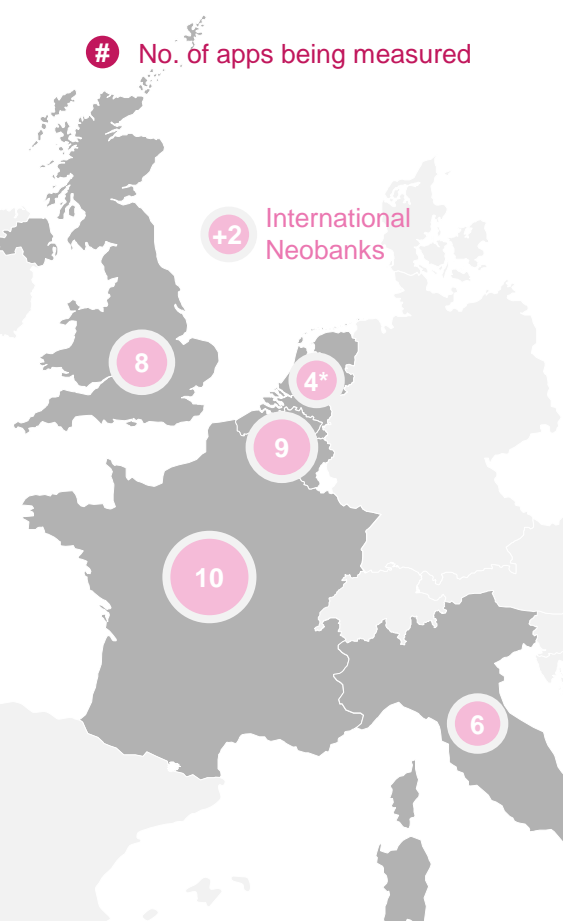 # No. of apps being measured
+2 International
Neobanks
8
4*
9
10
6